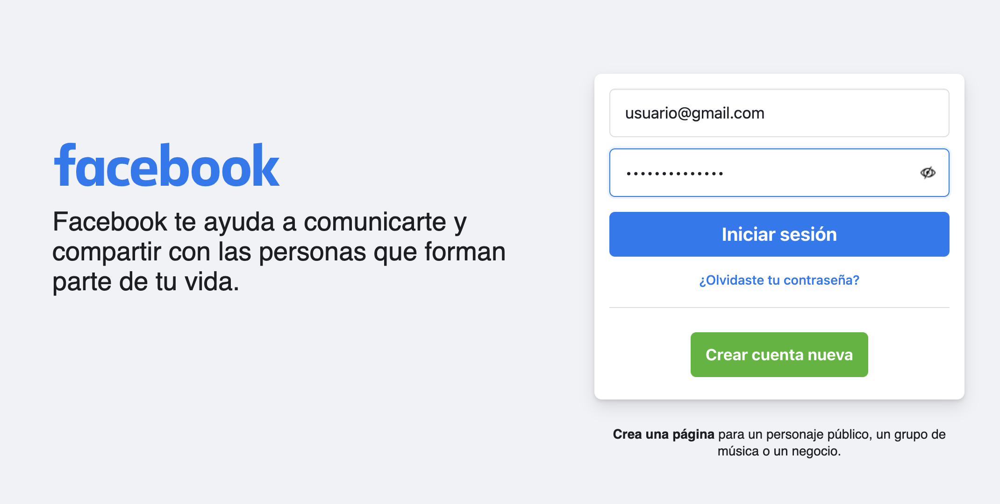 facebook
Facebook te ayuda a comunicarte y
compartir con las personas que forman
parte de tu vida.
usuario@gmail.com
••••••••••••••
Iniciar sesión
¿Olvidaste tu contraseña?
Crear cuenta nueva
Crea una página para un personaje público, un grupo de
música o un negocio.